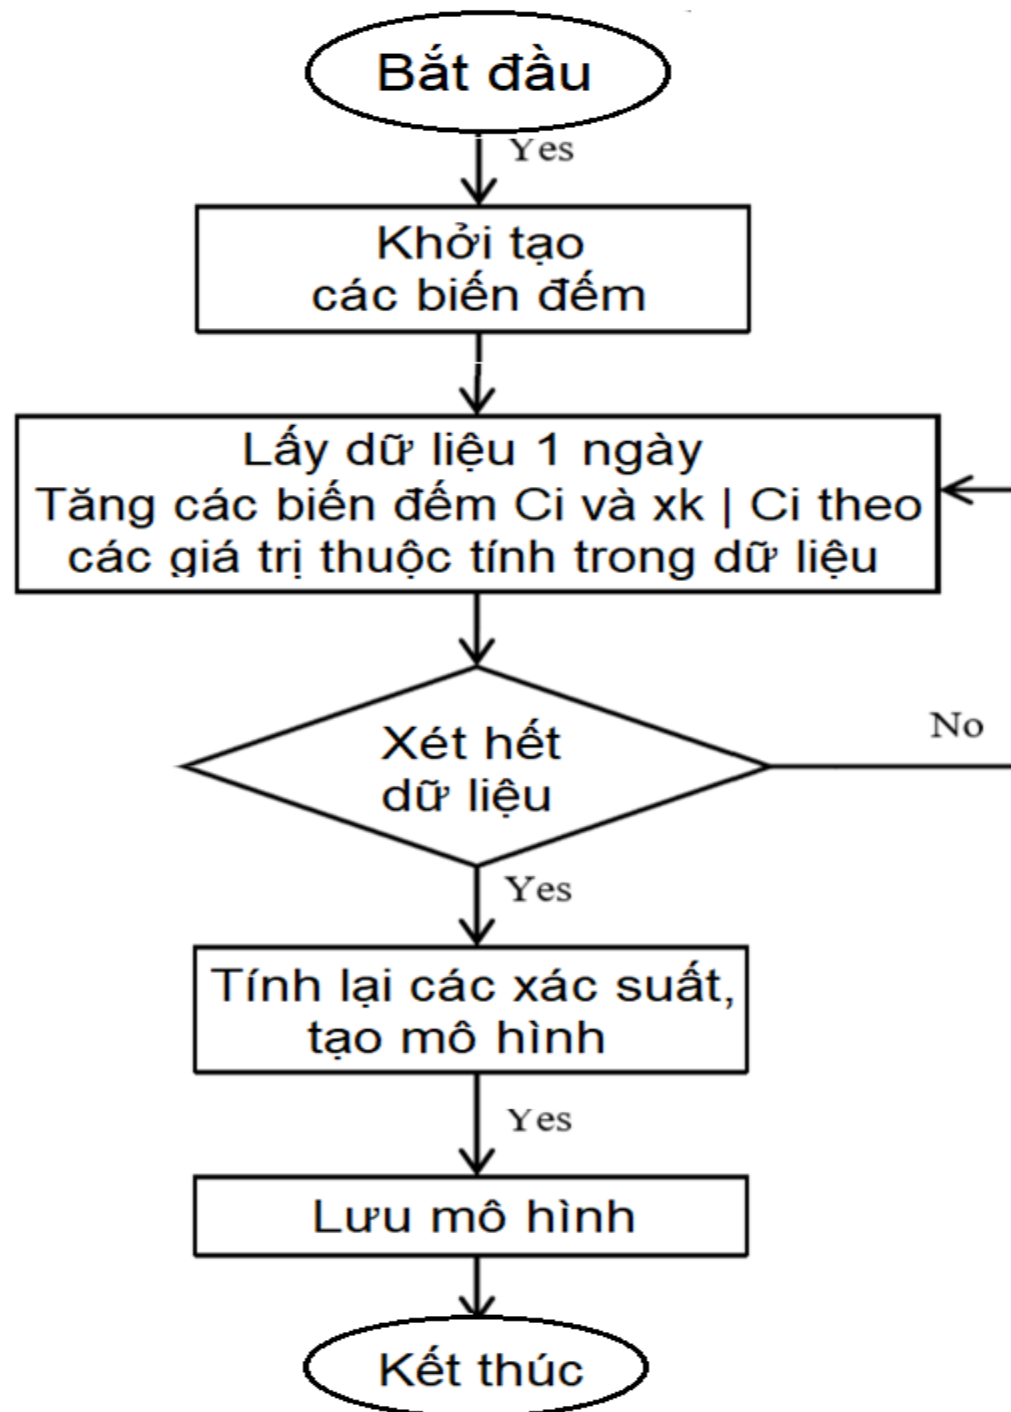 Bắt đầu
Yes
Khởi tạo
các biến đếm
Lấy dữ liệu 1 ngày
Tăng các biến đếm Ci và xk | Ci theo
các giá trị thuộc tính trong dữ liệu
Xét hết
dữ liệu
No
Yes
Tính lại các xác suất,
tạo mô hình
Yes
Lưu mô hình
Kết thúc